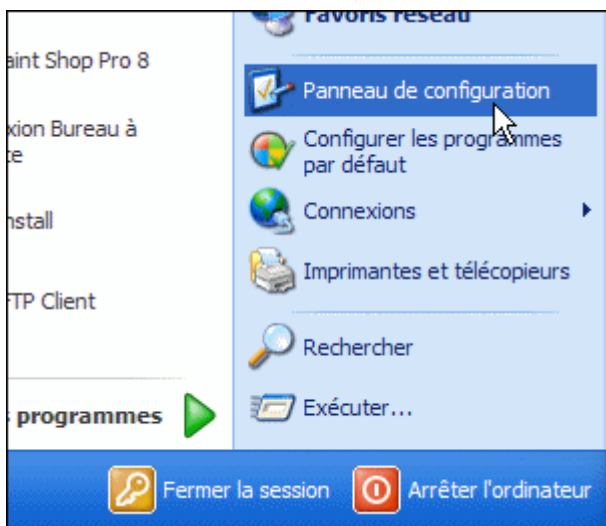 aint Shop Pro 8
xion Bureau à
te
nstall
FTP Client
programmes
Favoris réseau
Panneau de configuration
Configurer les programmes
par défaut
Connexions
Imprimantes et télécopieurs
Rechercher
Exécuter...
Fermer la session
Arrêter l'ordinateur